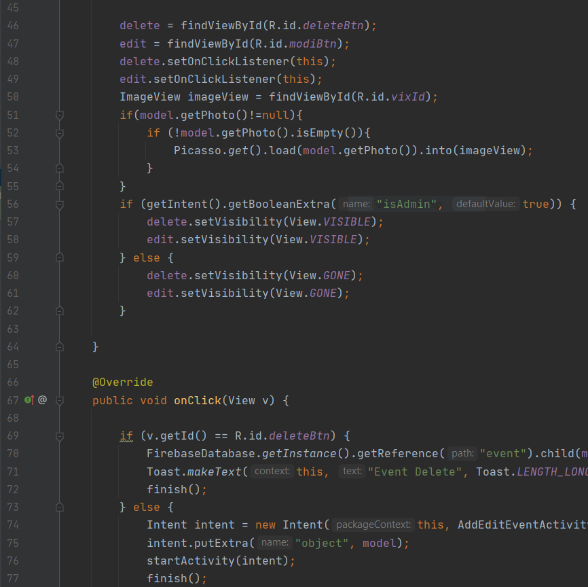 45
46 delete = findViewById(R.id.deleteBtn);
47 edit = findViewById(R.id.modiBtn);
48 delete.setOnClickListener(this);
49 edit.setOnClickListener(this);
50 ImageView imageView = findViewById(R.id.vixId);
51 if(model.getPhoto()!=null){
52 if (!model.getPhoto().isEmpty()){
53 Picasso.get().load(model.getPhoto()).into(imageView);
54 }
55 }
56 if (getIntent().getBooleanExtra( name: "isAdmin", defaultValue: true)) {
57 delete.setVisibility(View.VISIBLE);
58 edit.setVisibility(View.VISIBLE);
59 } else {
60 delete.setVisibility(View.GONE);
61 edit.setVisibility(View.GONE);
62 }
63
64 }
65
66 @Override
67 @ public void onClick(View v) {
68
69 if (v.getId() == R.id.deleteBtn) {
70 FirebaseDatabase.getInstance().getReference( path: "event").child(m
71 Toast.makeText( context: this, text: "Event Delete", Toast.LENGTH_LONG
72 finish();
73 } else {
74 Intent intent = new Intent( packageContext: this, AddEditEventActivit
75 intent.putExtra( name: "object", model);
76 startActivity(intent);
77 finish();